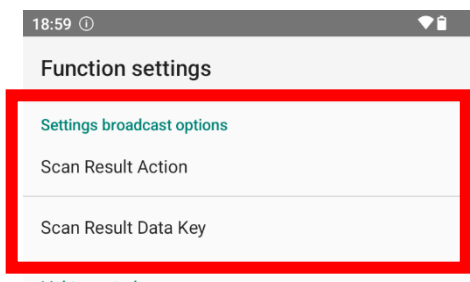 18:59
Function settings
Settings broadcast options
Scan Result Action
Scan Result Data Key